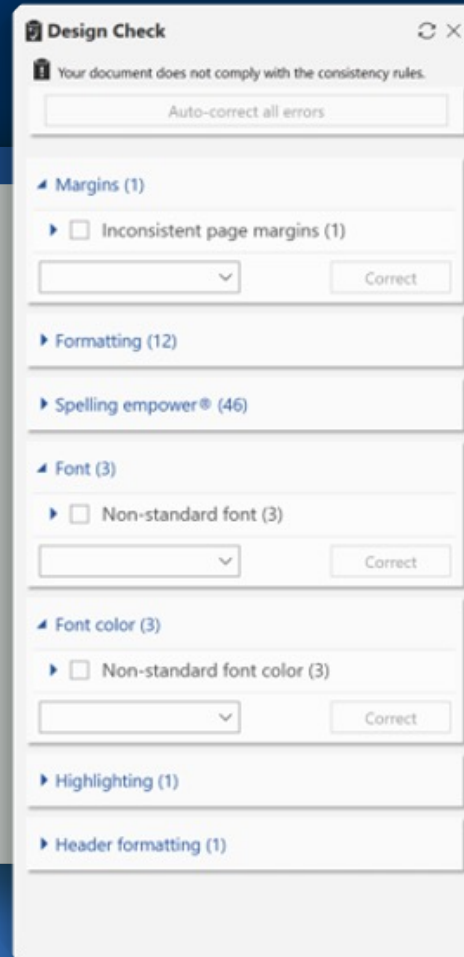 Design Check
Your document does not comply with the consistency rules.
Auto-correct all errors
Margins (1)
Inconsistent page margins (1)
Correct
Formatting (12)
Spelling empower® (46)
Font (3)
Non-standard font (3)
Correct
Font color (3)
Non-standard font color (3)
Correct
Highlighting (1)
Header formatting (1)